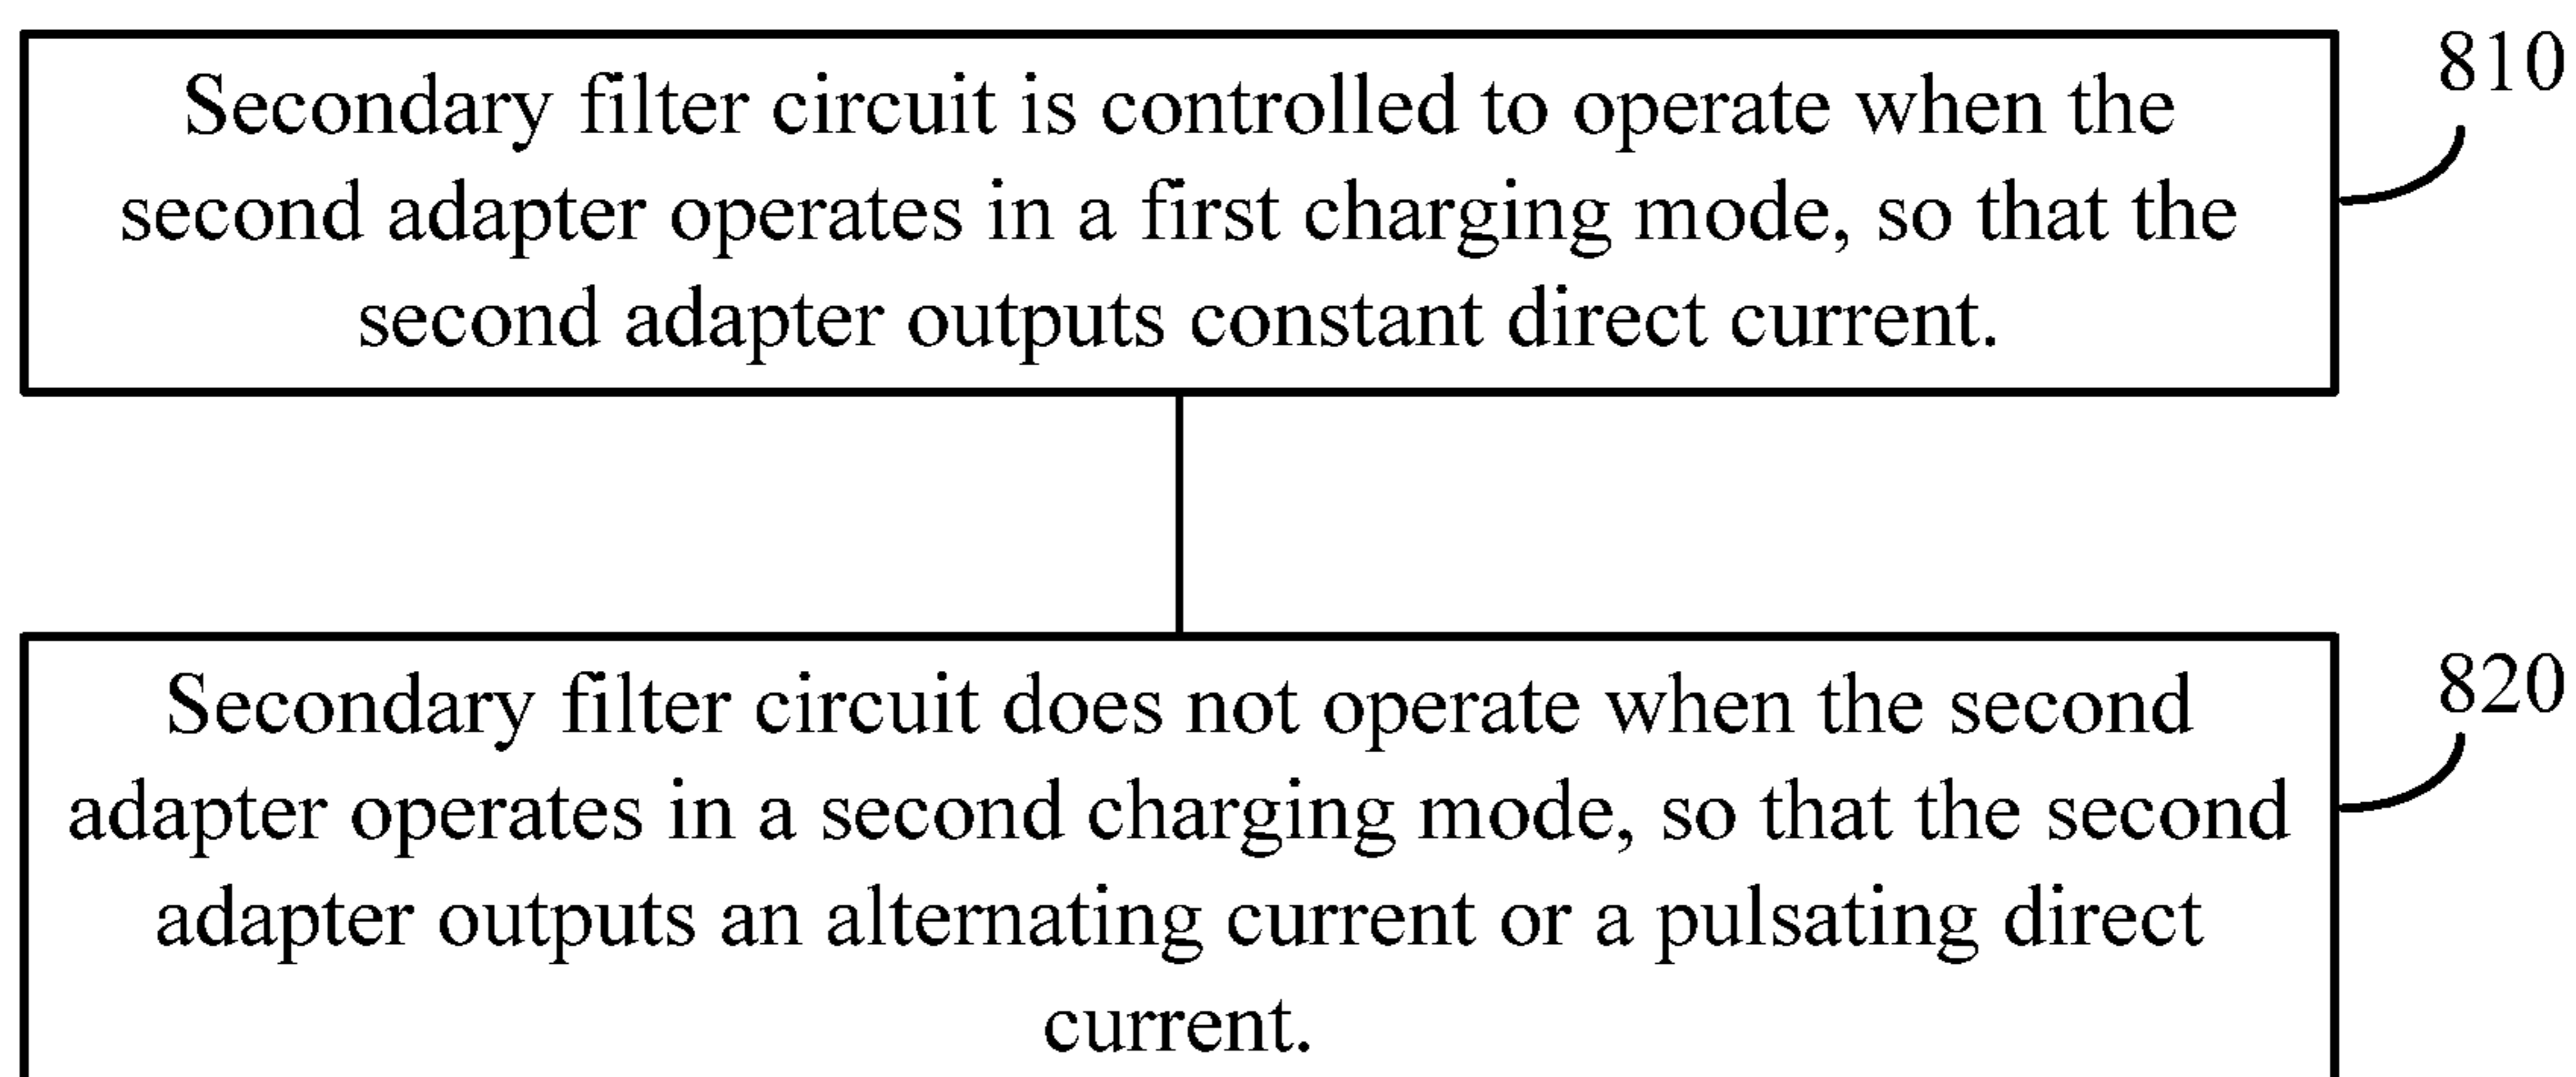 Secondary filter circuit is controlled to operate when the
second adapter operates in a first charging mode, so that the
second adapter outputs constant direct current.
810
Secondary filter circuit does not operate when the second
adapter operates in a second charging mode, so that the second
adapter outputs an alternating current or a pulsating direct
current.
820